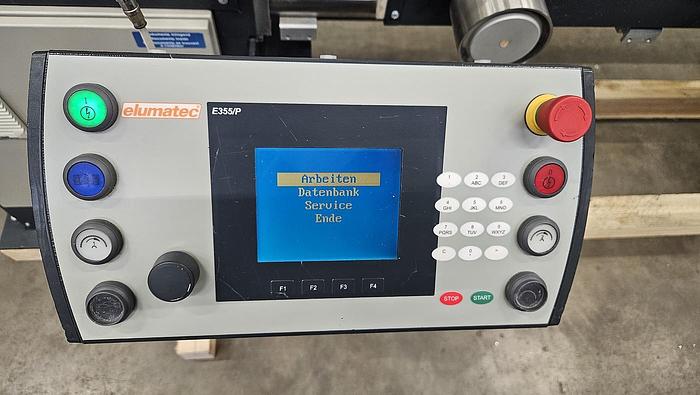 elumatec
E355/P
Arbeiten
Datenbank
Service
Ende
1
2 ABC
3 DEF
4 GHI
5 JKL
6 MNO
7 PQRS
8 TUV
9 WXYZ
C
0
F1 F2 F3 F4
STOP START